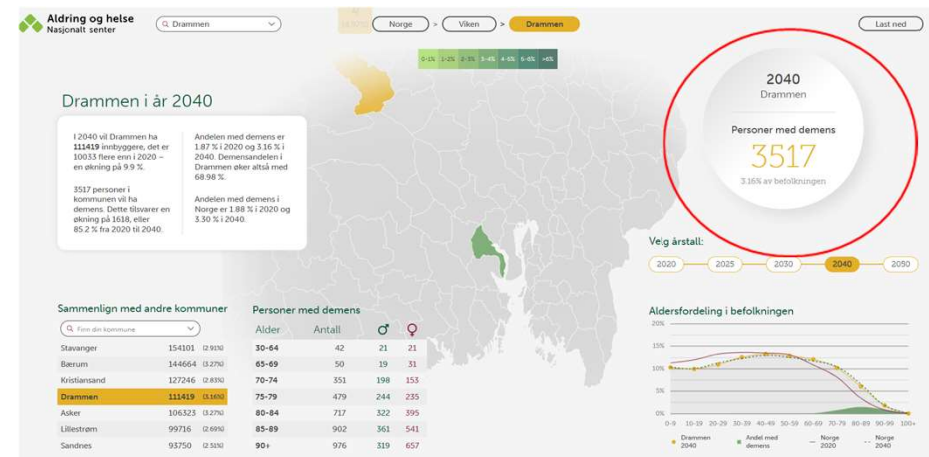 Aldring og helse
Nasjonalt senter
Drammen
Norge > Viken > Drammen
Last ned
0-1% 1-2% 2-3% 3-4% 4-5% 5-6% >6%
2040
Drammen
Personer med demens
3517
3.16% av befolkningen
Drammen i år 2040
I 2040 vil Drammen ha
111419 innbyggere, det er
10033 flere enn i 2020 –
en økning på 9.9 %.
3517 personer i
kommunen vil ha
demens. Dette tilsvarer en
økning på 1618, eller
85.2 % fra 2020 til 2040.
Andelen med demens er
1.87 % i 2020 og 3.16 % i
2040. Demensandelen i
Drammen øker altså med
68.98 %.
Andelen med demens i
Norge er 1.88 % i 2020 og
3.30 % i 2040.
Velg årstall:
2020 2025 2030 2040 2050
Sammenlign med andre kommuner
Finn din kommune
Stavanger 154101 (2.91%)
Bærum 144664 (3.27%)
Kristiansand 127246 (2.83%)
Drammen 111419 (3.16%)
Asker 106323 (3.27%)
Lillestrøm 99716 (2.69%)
Sandnes 93750 (2.51%)
Personer med demens
Alder Antall ♂ ♀
30-64 42 21 21
65-69 50 19 31
70-74 351 198 153
75-79 479 244 235
80-84 717 322 395
85-89 902 361 541
90+ 976 319 657
Aldersfordeling i befolkningen
20%
15%
10%
5%
0%
0-9 10-19 20-29 30-39 40-49 50-59 60-69 70-79 80-89 90-99 100+
Drammen
2040
Andel med
demens
Norge
2020
Norge
2040